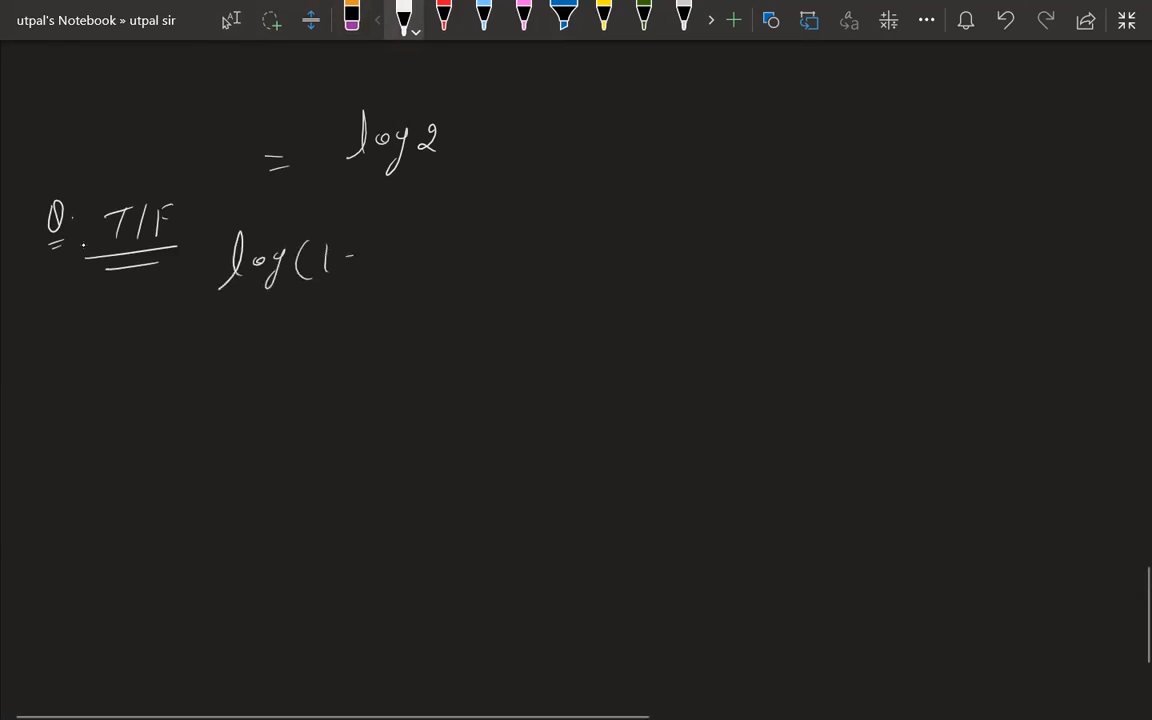 utpal's Notebook » utpal sir
= log 2
Q. T/F log(1-